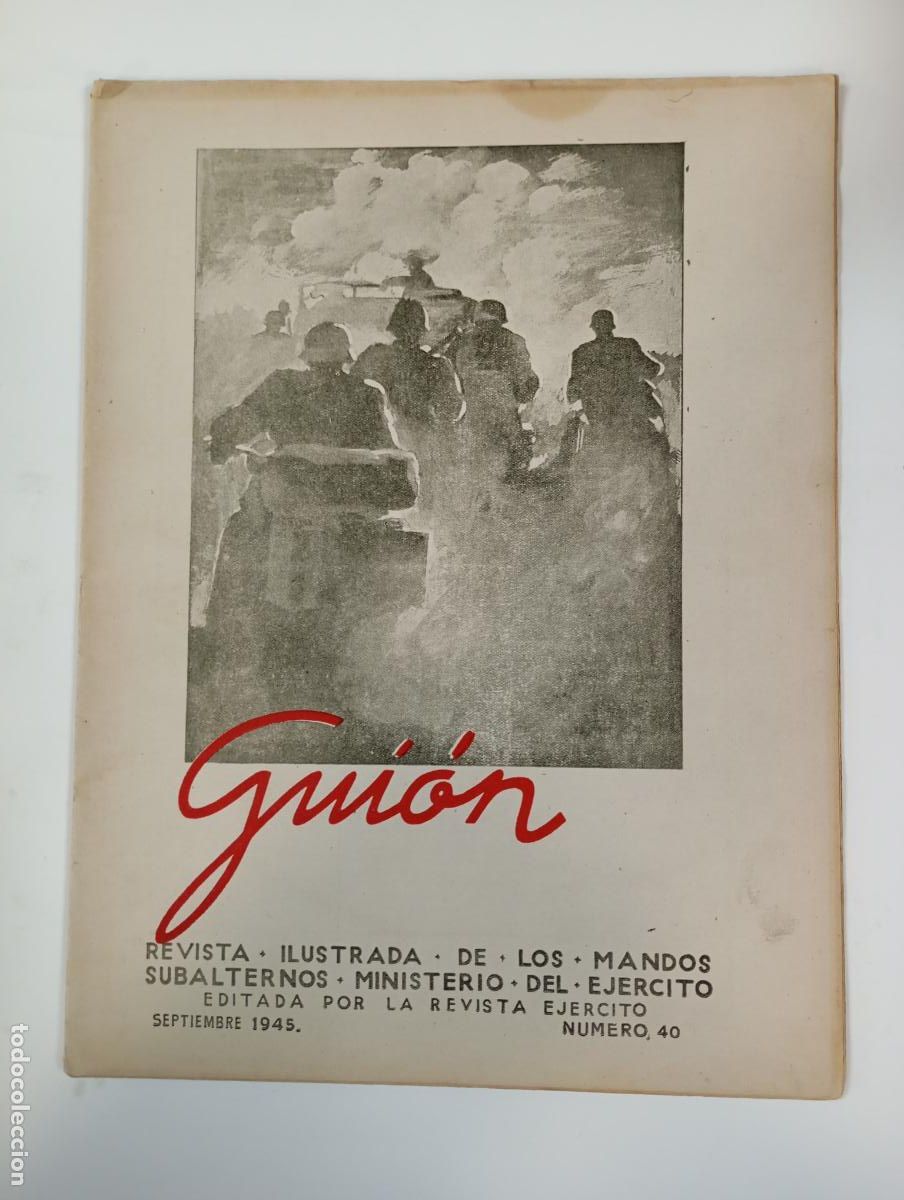 Guión
REVISTA + ILUSTRADA · DE + LOS + MANDOS
SUBALTERNOS + MINISTERIO + DEL + EJERCITO
EDITADA POR LA REVISTA EJERCITO
SEPTIEMBRE 1945. NUMERO, 40
todocoleccion